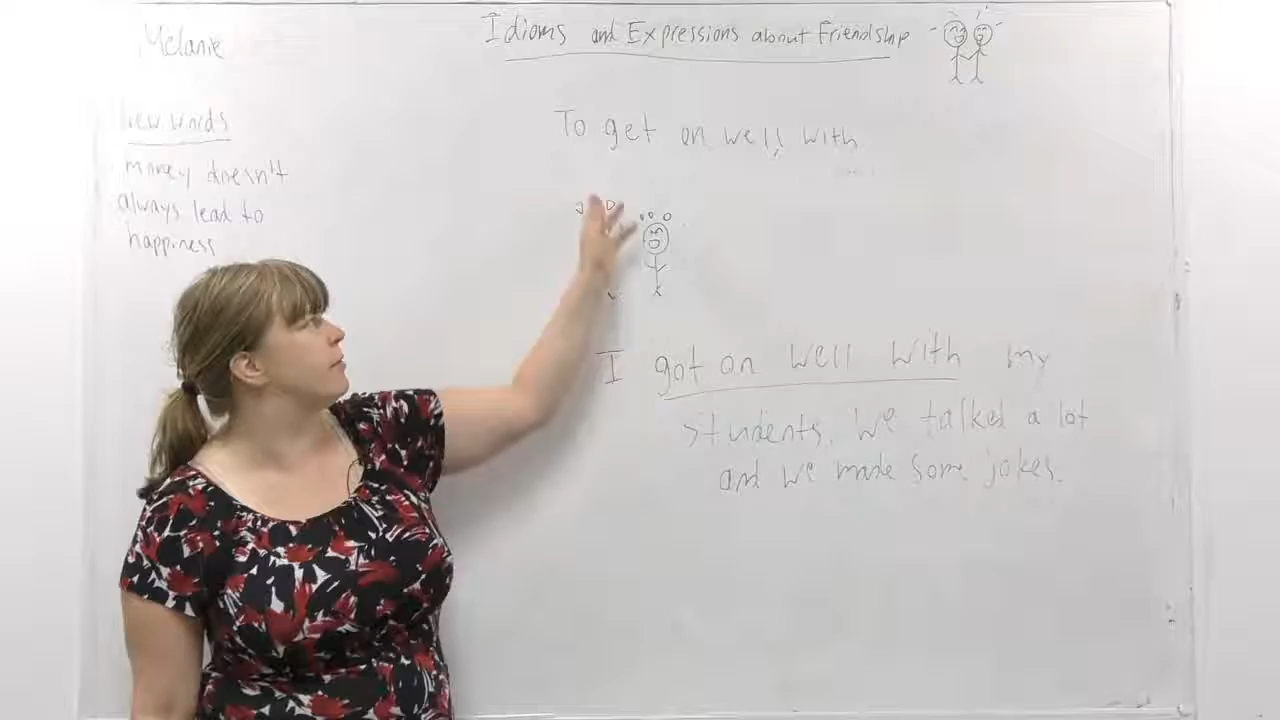 Melanie
Idioms and Expressions about Friendship
new words
money doesn't
always lead to
happiness
To get on well with
I got on well with my
students. We talked a lot
and we made some jokes.